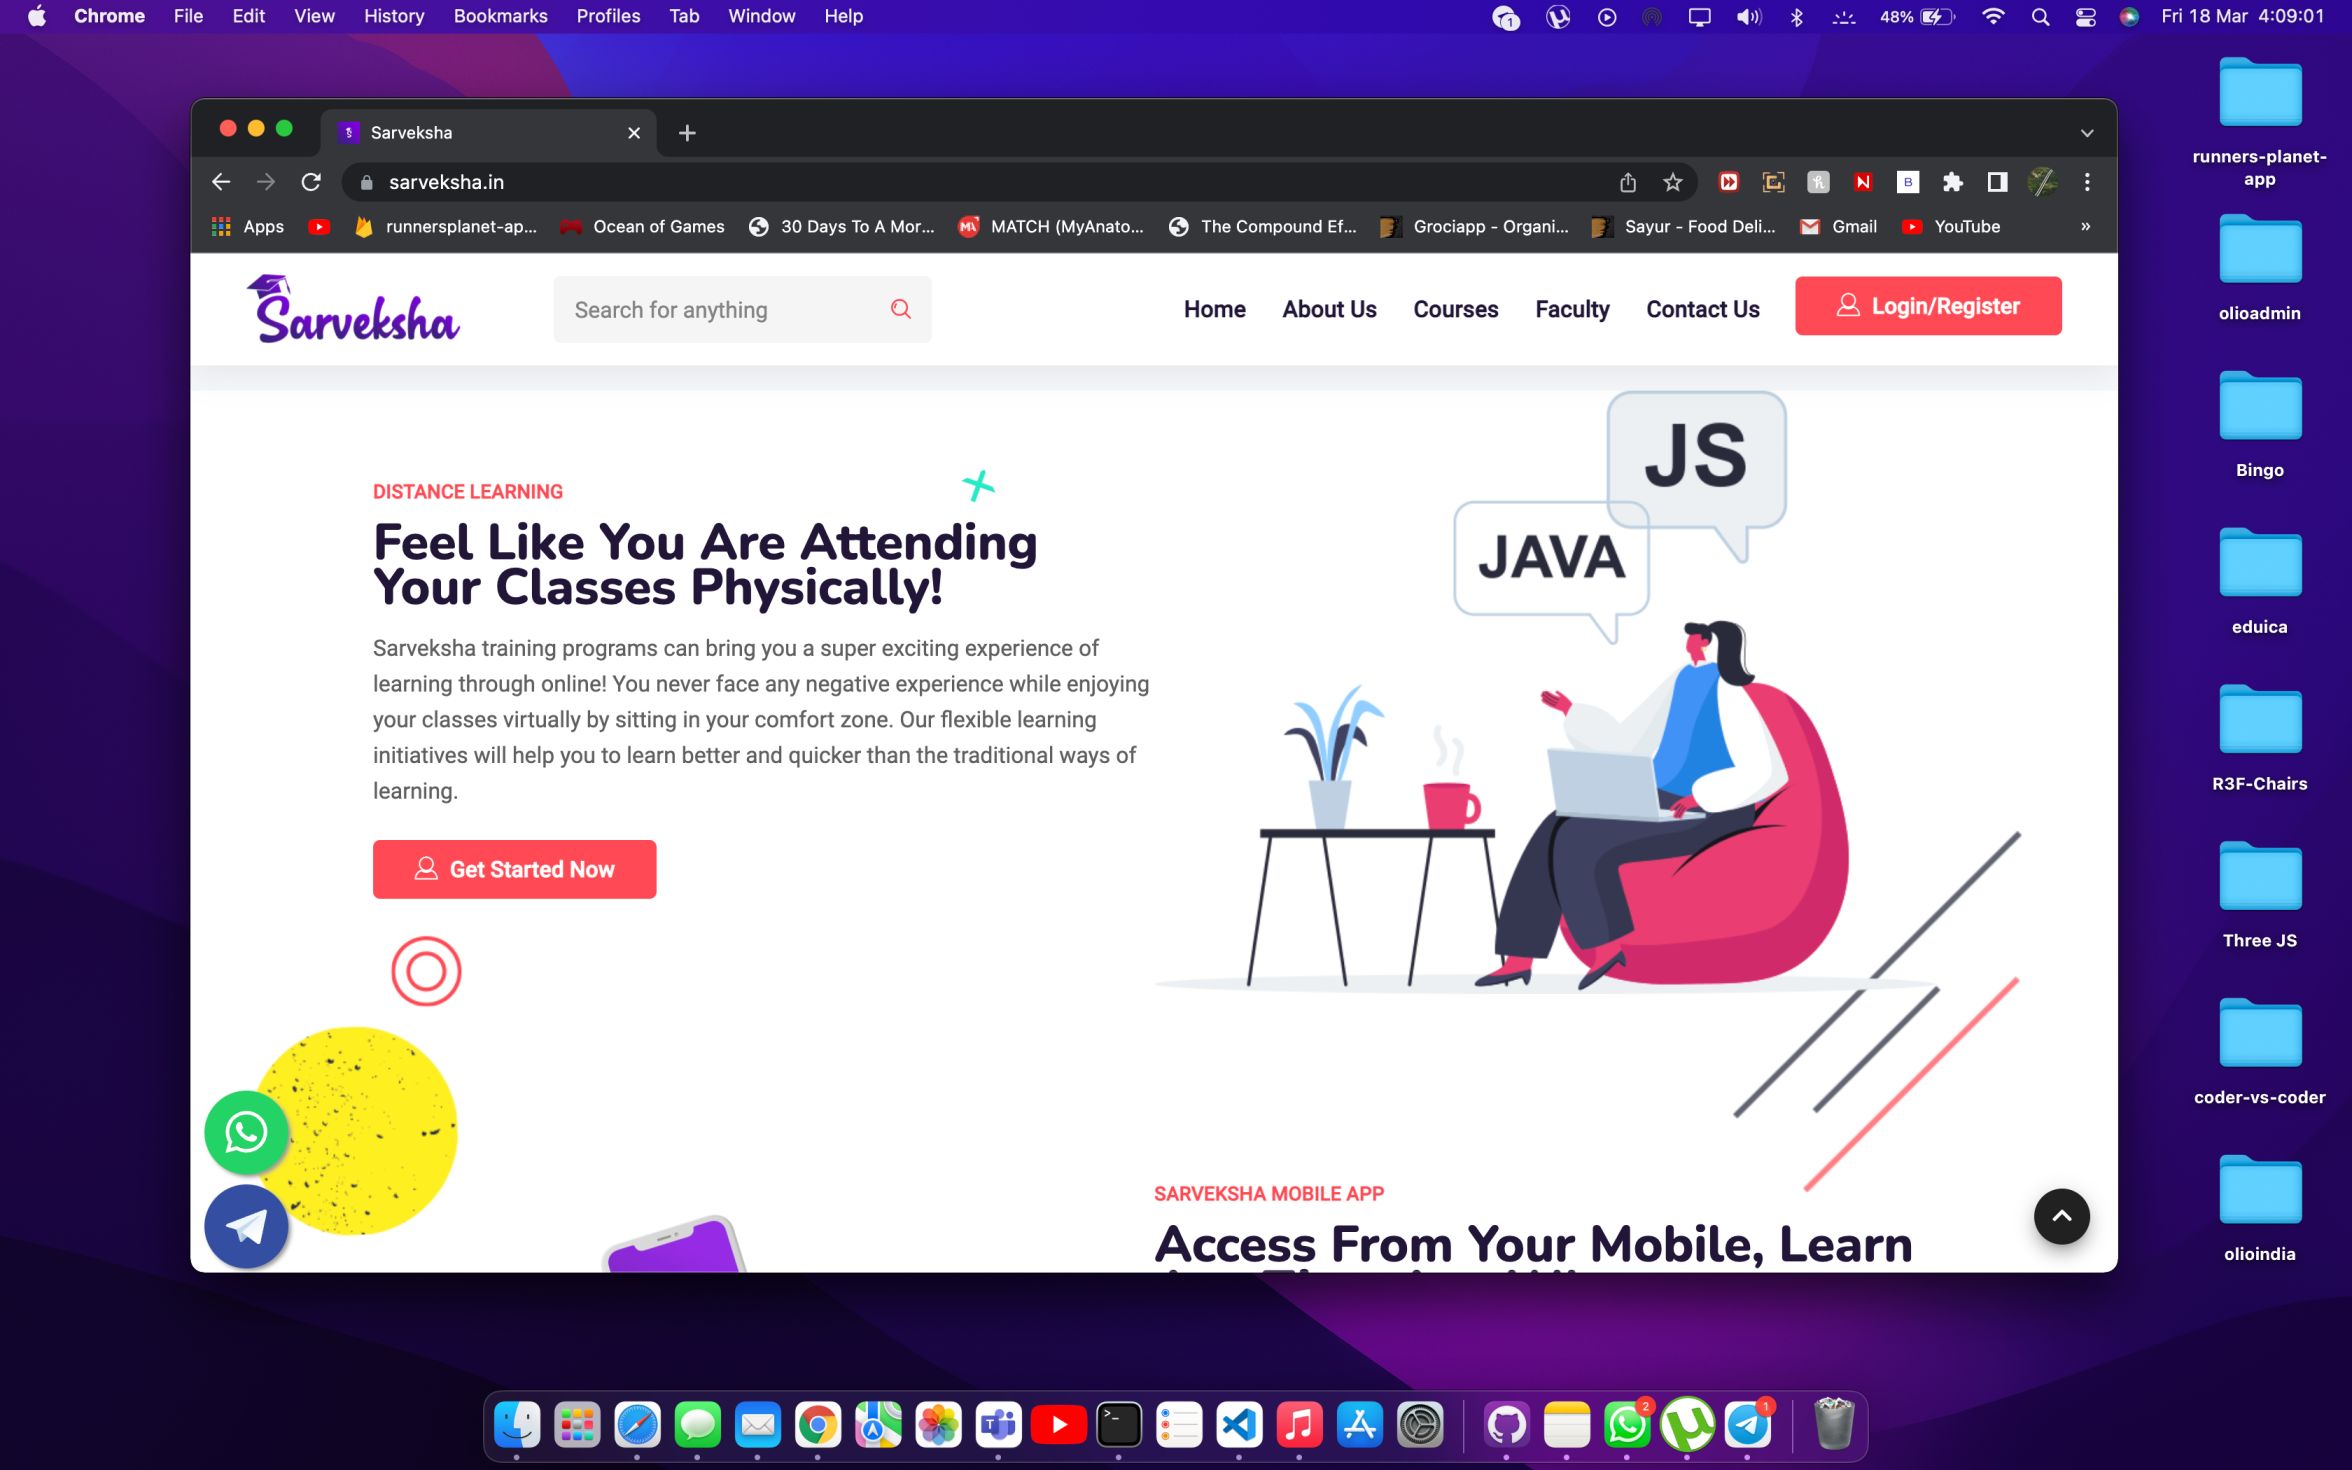 Chrome File Edit View History Bookmarks Profiles Tab Window Help 1 48% Fri 18 Mar 4:09:01
Sarveksha
sarveksha.in
Apps runnersplanet-ap... Ocean of Games 30 Days To A Mor... MATCH (MyAnato... The Compound Ef... Grociapp - Organi... Sayur - Food Deli... Gmail YouTube »
Sarveksha
Search for anything
Home About Us Courses Faculty Contact Us Login/Register
DISTANCE LEARNING
Feel Like You Are Attending
Your Classes Physically!
Sarveksha training programs can bring you a super exciting experience of
learning through online! You never face any negative experience while enjoying
your classes virtually by sitting in your comfort zone. Our flexible learning
initiatives will help you to learn better and quicker than the traditional ways of
learning.
Get Started Now
JS
JAVA
SARVEKSHA MOBILE APP
Access From Your Mobile, Learn
runners-planet-
app
olioadmin
Bingo
eduica
R3F-Chairs
Three JS
coder-vs-coder
olioindia
2
1